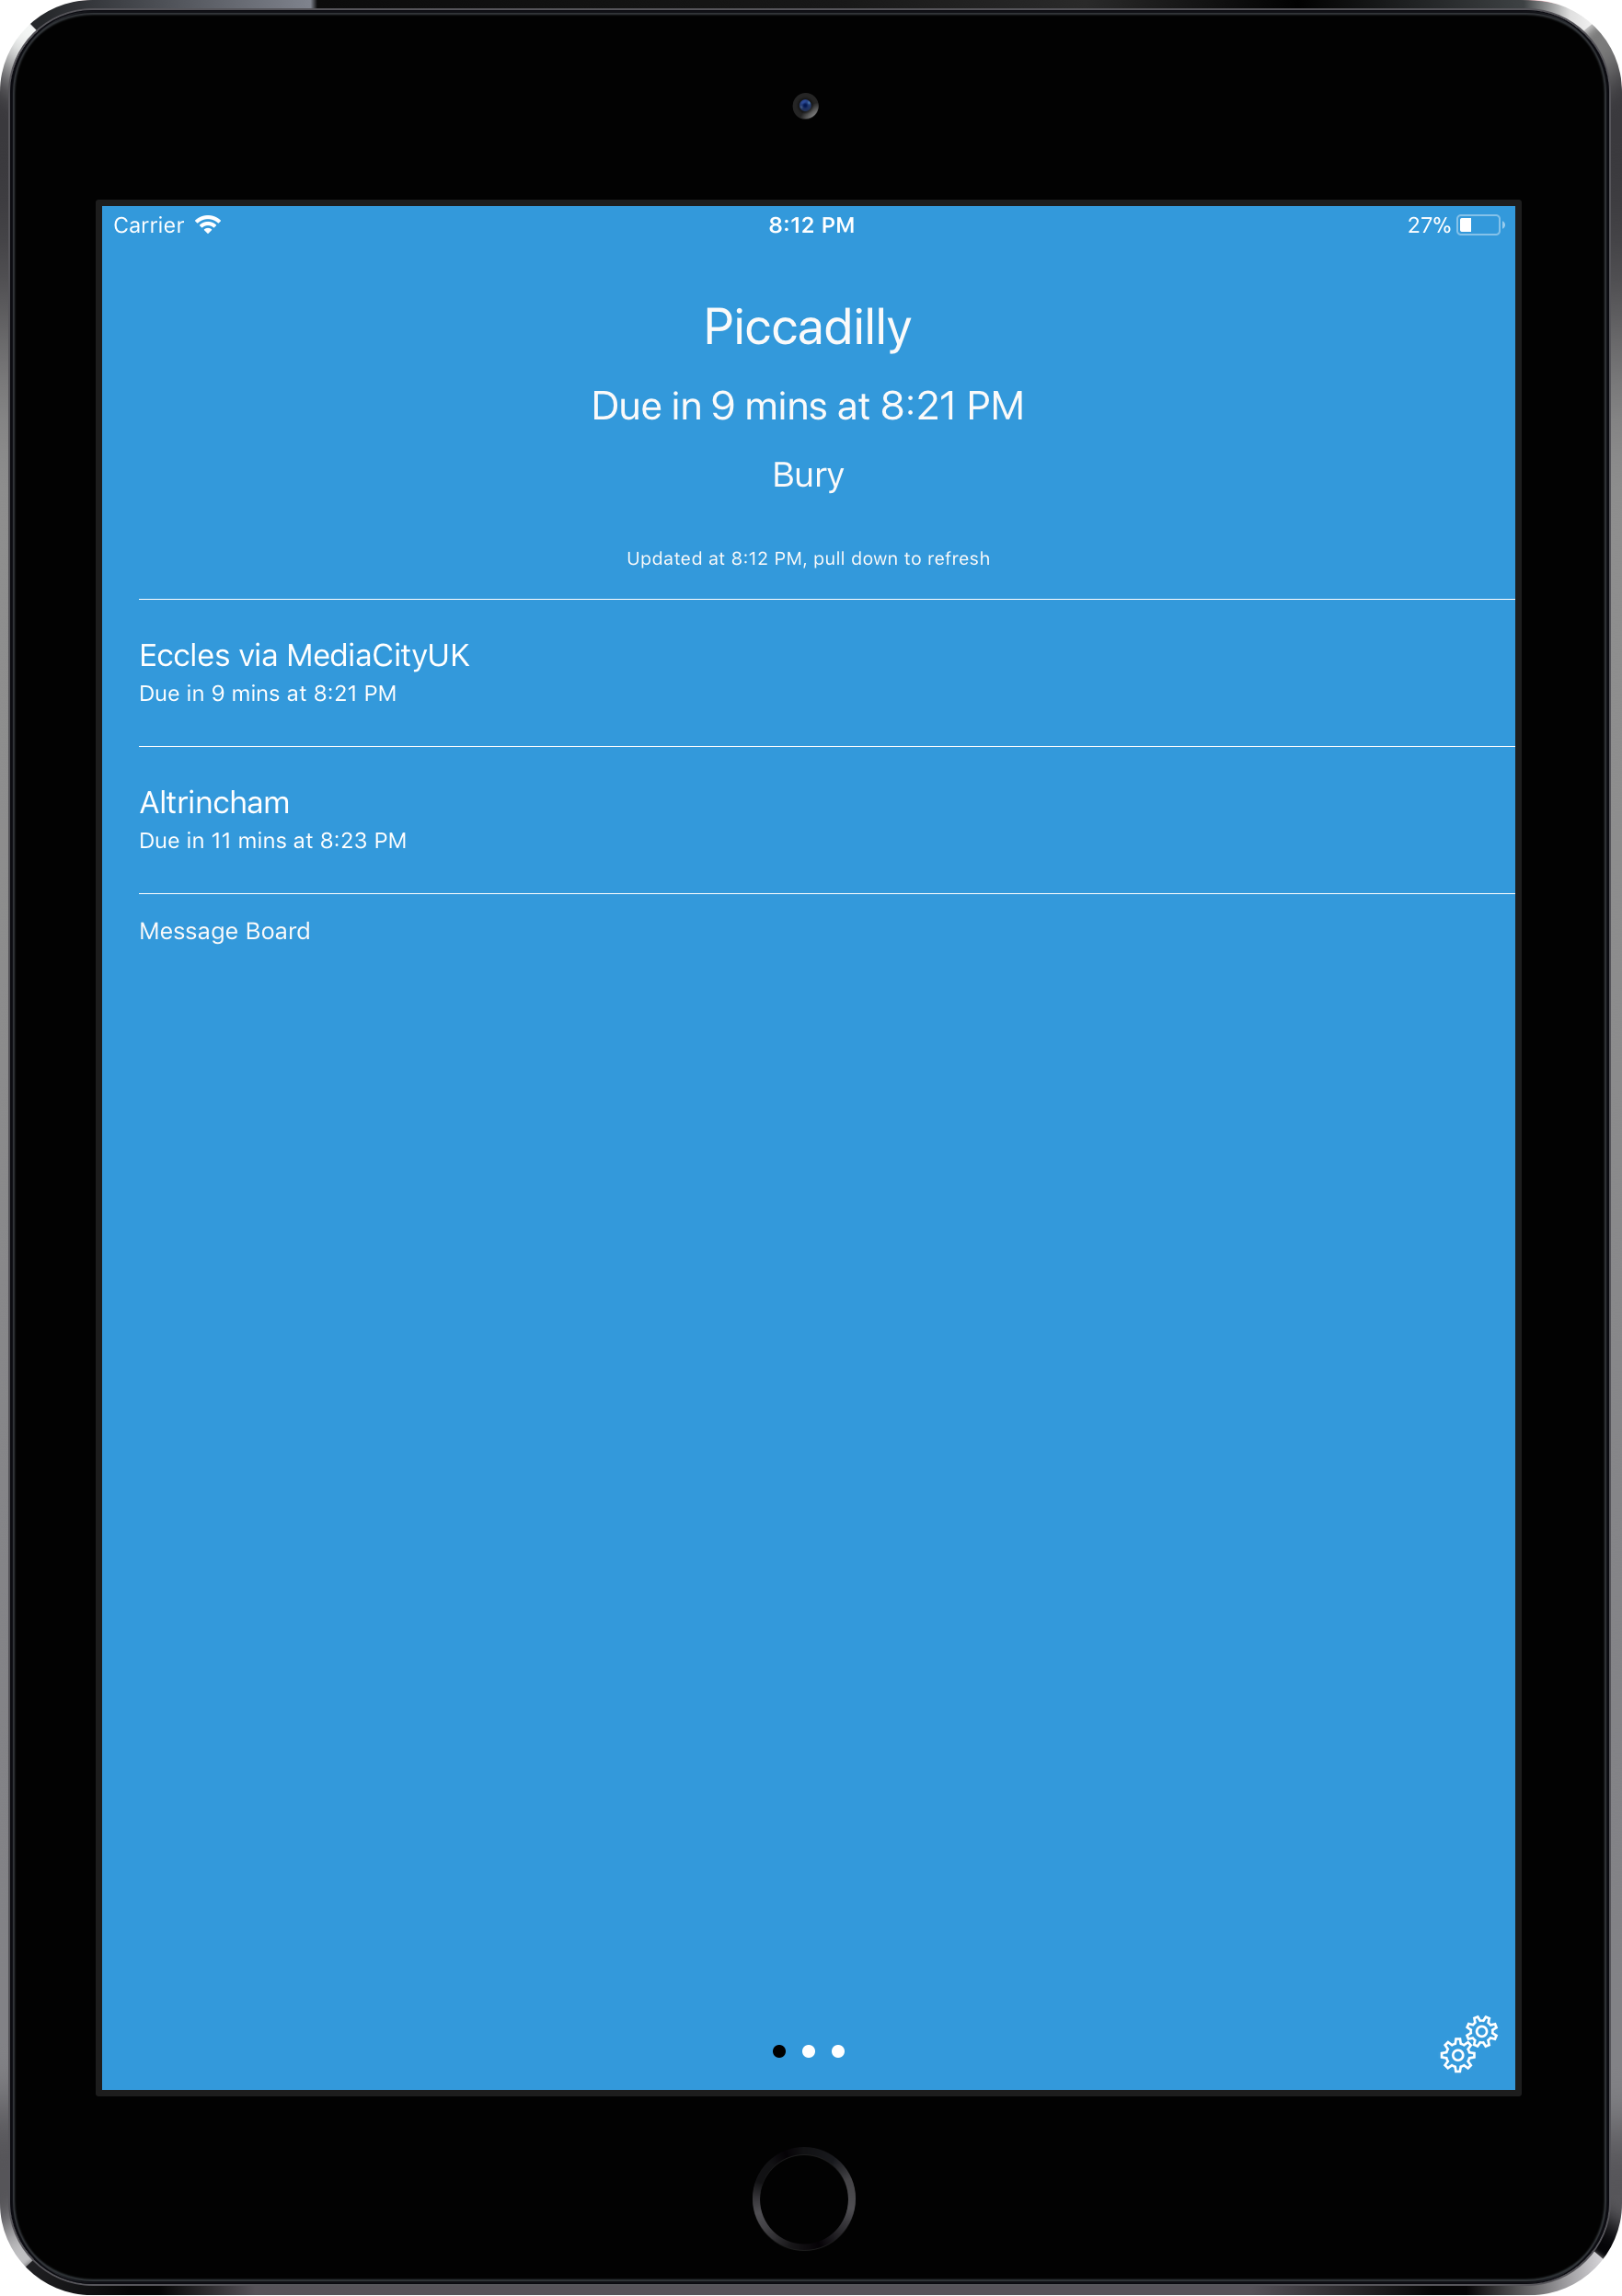 Carrier
8:12 PM
27%
Piccadilly
Due in 9 mins at 8:21 PM
Bury
Updated at 8:12 PM, pull down to refresh
Eccles via MediaCityUK
Due in 9 mins at 8:21 PM
Altrincham
Due in 11 mins at 8:23 PM
Message Board